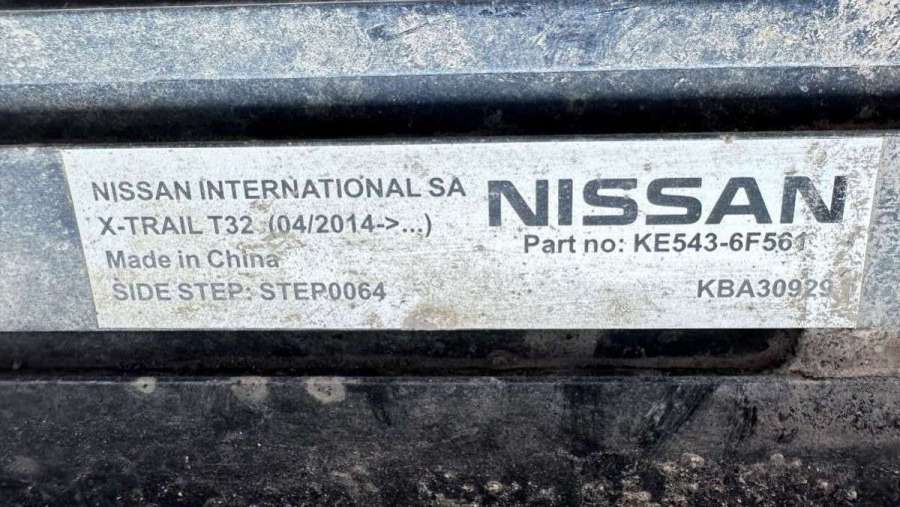 NISSAN INTERNATIONAL SA
X-TRAIL T32 (04/2014->...)
Made in China
SIDE STEP: STEP0064
NISSAN
Part no: KE543-6F561
KBA30929